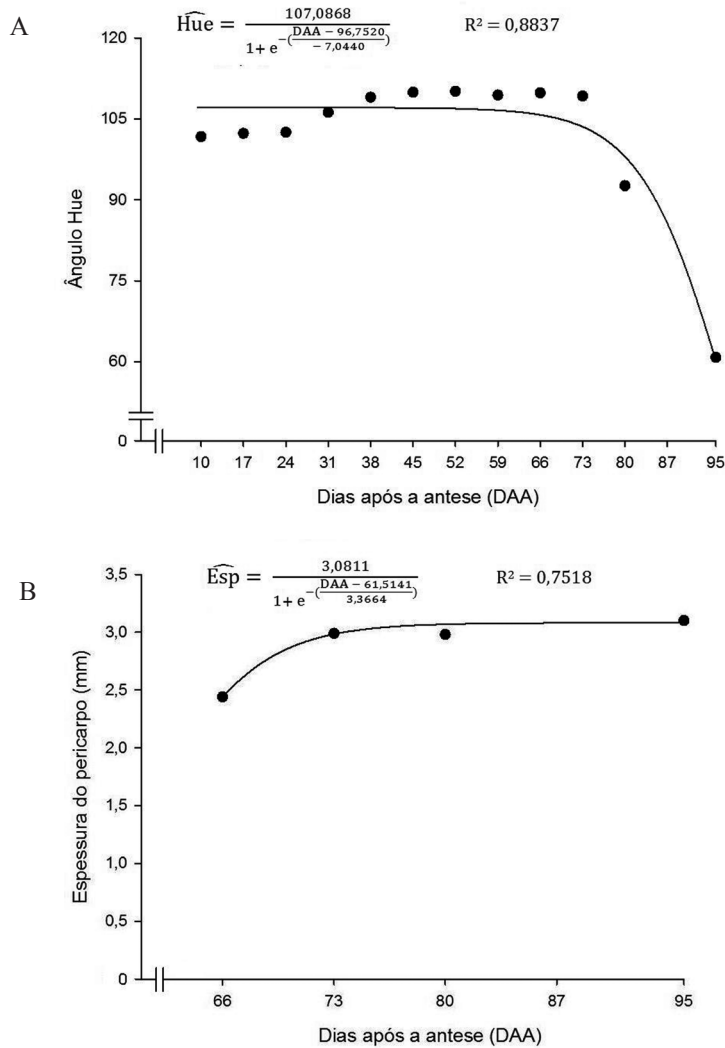 A
Hue = 107,0868 / 1+ e^-(DAA − 96,7520 / − 7,0440)
R² = 0,8837
120
105
90
75
60
0
Ângulo Hue
10 17 24 31 38 45 52 59 66 73 80 87 95
Dias após a antese (DAA)
B
Esp = 3,0811 / 1+ e^-(DAA − 61,5141 / 3,3664)
R² = 0,7518
3,5
3,0
2,5
2,0
1,5
1,0
0,5
0
Espessura do pericarpo (mm)
66 73 80 87 95
Dias após a antese (DAA)